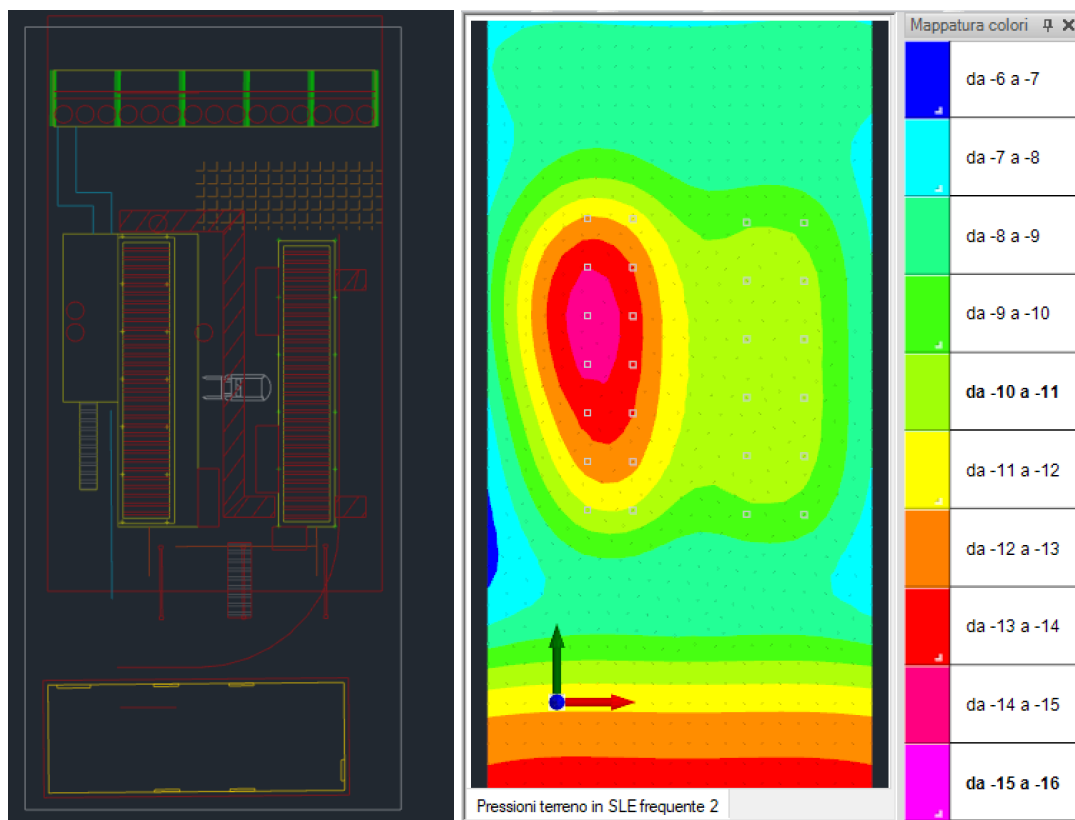 Mappatura colori
da -6 a -7
da -7 a -8
da -8 a -9
da -9 a -10
da -10 a -11
da -11 a -12
da -12 a -13
da -13 a -14
da -14 a -15
da -15 a -16
Pressioni terreno in SLE frequente 2